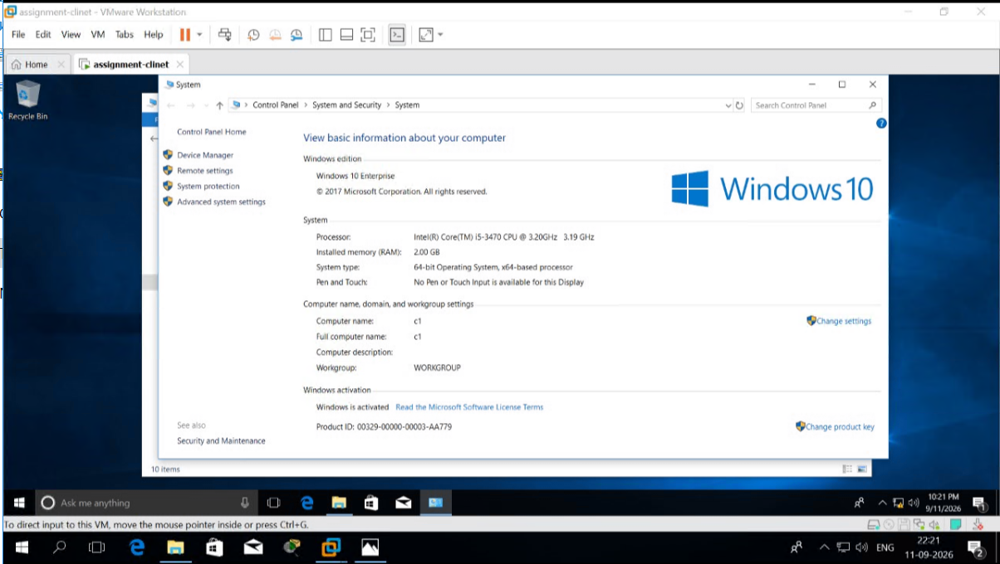 assignment-clinet - VMware Workstation
File Edit View VM Tabs Help
Home
assignment-clinet
Recycle Bin
System
Control Panel > System and Security > System
Search Control Panel
Control Panel Home
Device Manager
Remote settings
System protection
Advanced system settings
See also
Security and Maintenance
View basic information about your computer
Windows edition
Windows 10 Enterprise
© 2017 Microsoft Corporation. All rights reserved.
Windows 10
System
Processor: Intel(R) Core(TM) i5-3470 CPU @ 3.20GHz 3.19 GHz
Installed memory (RAM): 2.00 GB
System type: 64-bit Operating System, x64-based processor
Pen and Touch: No Pen or Touch Input is available for this Display
Computer name, domain, and workgroup settings
Computer name: c1
Change settings
Full computer name: c1
Computer description:
Workgroup: WORKGROUP
Windows activation
Windows is activated Read the Microsoft Software License Terms
Product ID: 00329-00000-00003-AA779
Change product key
10 items
Ask me anything
10:21 PM
9/11/2026
1
To direct input to this VM, move the mouse pointer inside or press Ctrl+G.
ENG
22:21
11-09-2026
2